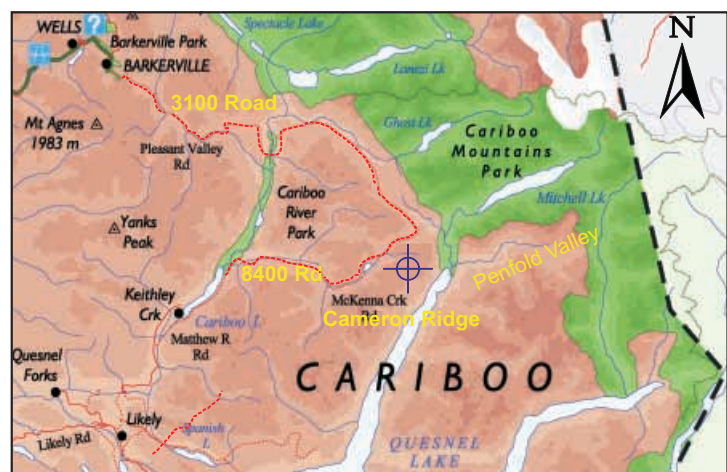 WELLS
?
Barkerville Park
BARKERVILLE
Spectacle Lake
Lanezi Lk
N
3100 Road
Ghost Lk
Mt Agnes
1983 m
Pleasant Valley
Rd
Cariboo
Mountains
Park
Mitchell Lk
Cariboo
River
Park
Yanks
Peak
Penfold Valley
8400 Rd
Keithley
Crk
McKenna Crk
Rd
Cariboo L
Cameron Ridge
Matthew R
Rd
Quesnel
Forks
CARIBOO
Likely
Likely Rd
Spanish
L
QUESNEL
LAKE